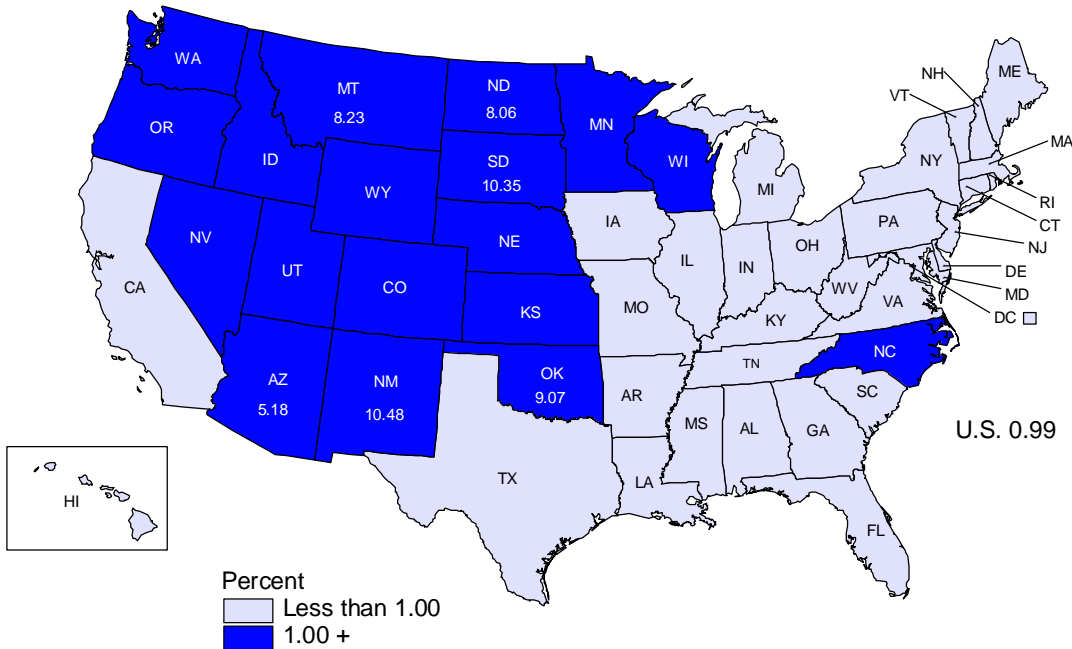 WA
MT
8.23
ND
8.06
MN
OR
ID
WY
SD
10.35
WI
NV
UT
CO
NE
KS
CA
AZ
5.18
NM
10.48
OK
9.07
TX
IA
MO
AR
LA
IL
IN
MI
OH
KY
TN
MS
AL
GA
FL
SC
NC
VA
WV
PA
NY
VT
NH
ME
MA
RI
CT
NJ
DE
MD
DC
U.S. 0.99
HI
Percent
Less than 1.00
1.00 +